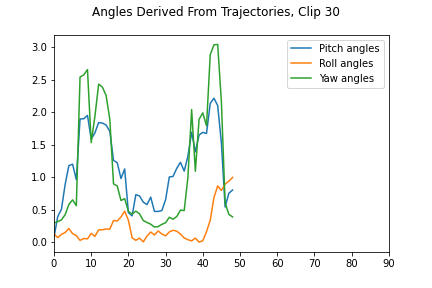 Angles Derived From Trajectories, Clip 30
3.0
2.5
2.0
1.5
1.0
0.5
0.0
Pitch angles
Roll angles
Yaw angles
0 10 20 30 40 50 60 70 80 90